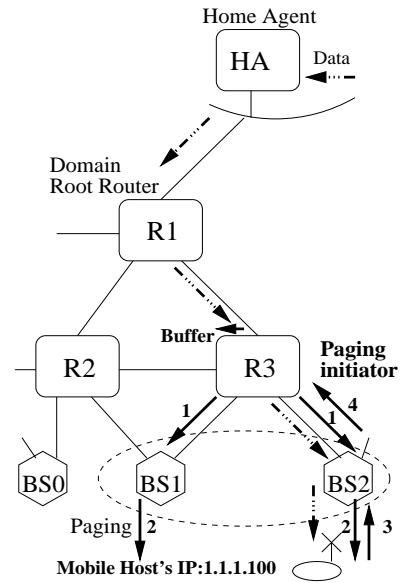 Home Agent
HA
Data
Domain
Root Router
R1
Buffer
Paging
initiator
R2
R3
1
1
4
BS0
BS1
BS2
Paging
2
2
3
Mobile Host's IP:1.1.1.100